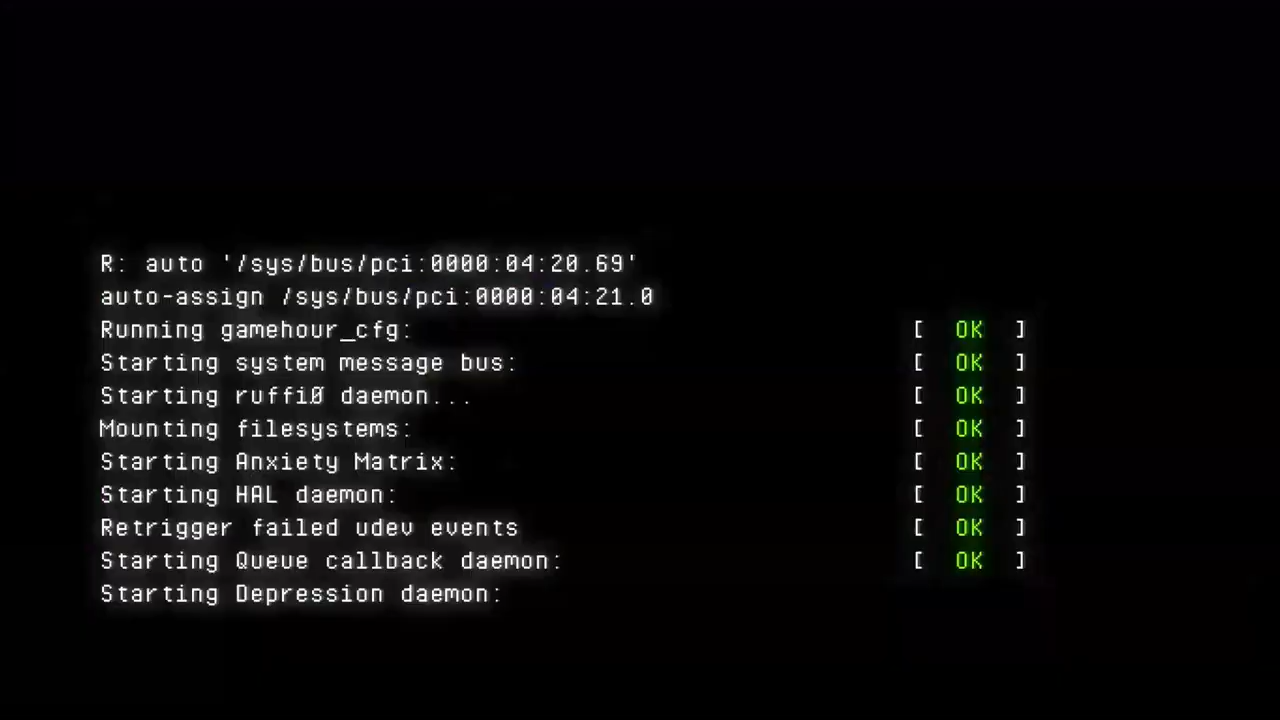 R: auto '/sys/bus/pci:0000:04:20.69'
auto-assign /sys/bus/pci:0000:04:21.0
Running gamehour_cfg: [ OK ]
Starting system message bus: [ OK ]
Starting ruffi0 daemon... [ OK ]
Mounting filesystems: [ OK ]
Starting Anxiety Matrix: [ OK ]
Starting HAL daemon: [ OK ]
Retrigger failed udev events [ OK ]
Starting Queue callback daemon: [ OK ]
Starting Depression daemon: